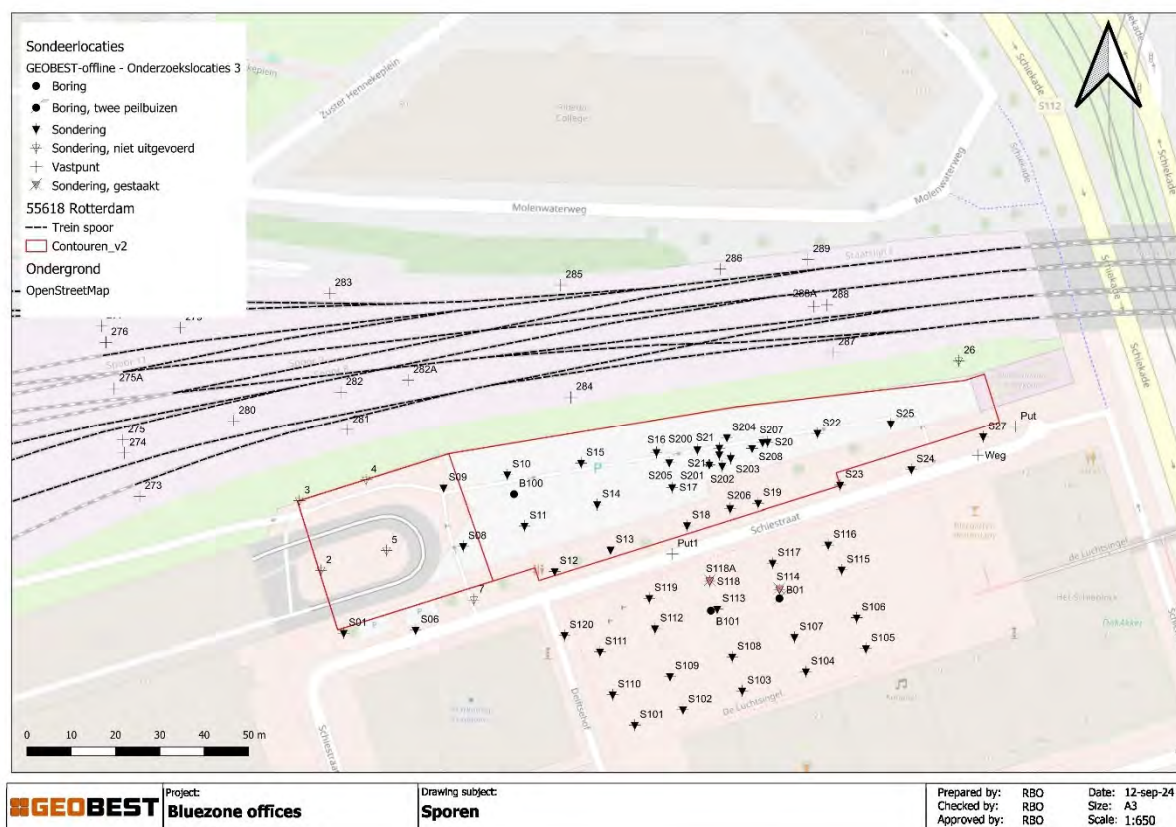 Sondeerlocaties
GEOBEST-offline - Onderzoekslocaties 3
Boring
Boring, twee peilbuizen
Sondering
Sondering, niet uitgevoerd
Vastpunt
Sondering, gestaakt
55618 Rotterdam
Trein spoor
Contouren_v2
Ondergrond
OpenStreetMap
Zuster Hennekeplein
College
S112
Schiekade
Schiekade
Schiekade
Schiekade
Molenwaterweg
Molenwaterweg
289
286
285
283
288A
288
287
276
282A
282
275A
284
26
280
281
275
274
273
S204
S207
S25
S22
S20
S21
S200
S16
S208
S203
S202
S201
S205
S15
S10
B100
S09
4
3
Put
S27
Weg
S24
S23
S17
S206
S19
S14
S11
S18
S08
S13
S12
5
2
7
Schiestraat
Put1
S116
S117
S115
de Luchtsingel
S118A
S118
S114
B01
S119
S113
B101
S106
S112
S120
S111
S107
S105
S108
S104
S109
S103
S110
S102
De Luchtsingel
S101
S01
S06
Delftsehof
Schiestraat
0 10 20 30 40 50 m
GEOBEST
Project:
Bluezone offices
Drawing subject:
Sporen
Prepared by: RBO Date: 12-sep-24
Checked by: RBO Size: A3
Approved by: RBO Scale: 1:650